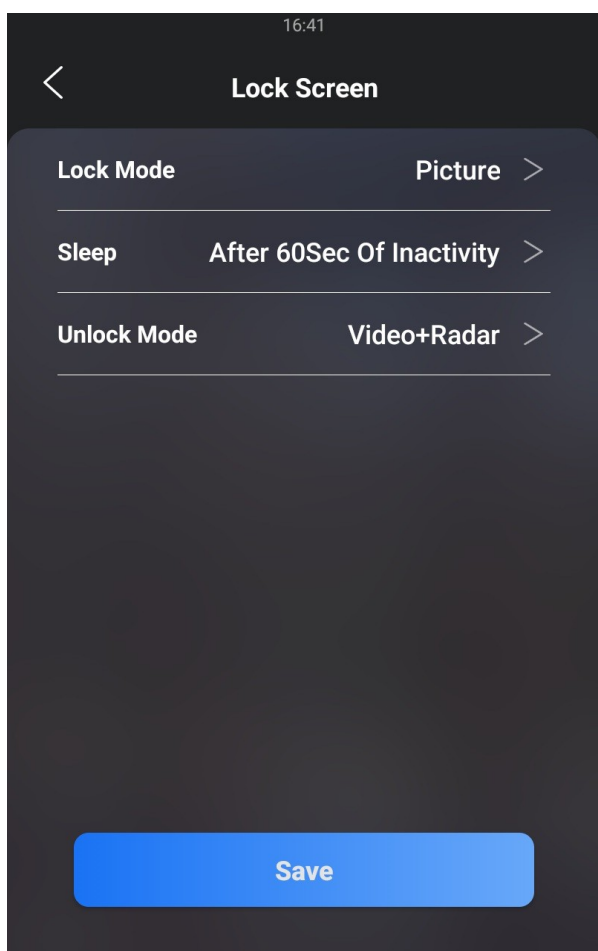 16:41
Lock Screen
Lock Mode Picture
Sleep After 60Sec Of Inactivity
Unlock Mode Video+Radar
Save